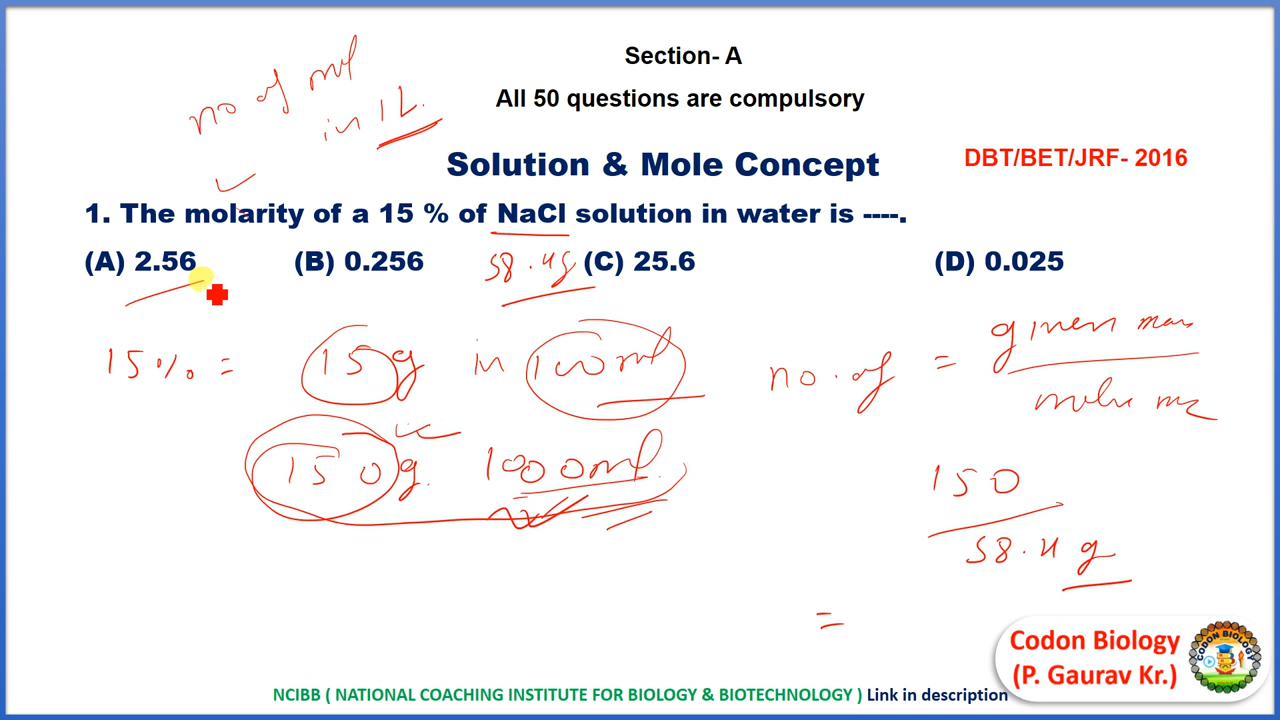 Section- A
All 50 questions are compulsory
no of mol
in 1L.
Solution & Mole Concept
DBT/BET/JRF- 2016
1. The molarity of a 15 % of NaCl solution in water is ----.
(A) 2.56 (B) 0.256 (C) 25.6 (D) 0.025
58.4g
15% = 15g in 100ml
150g. 1000ml.
no. of = given mass
150
58.4 g
=
CODON BIOLOGY
Codon Biology
(P. Gaurav Kr.)
NCIBB ( NATIONAL COACHING INSTITUTE FOR BIOLOGY & BIOTECHNOLOGY ) Link in description